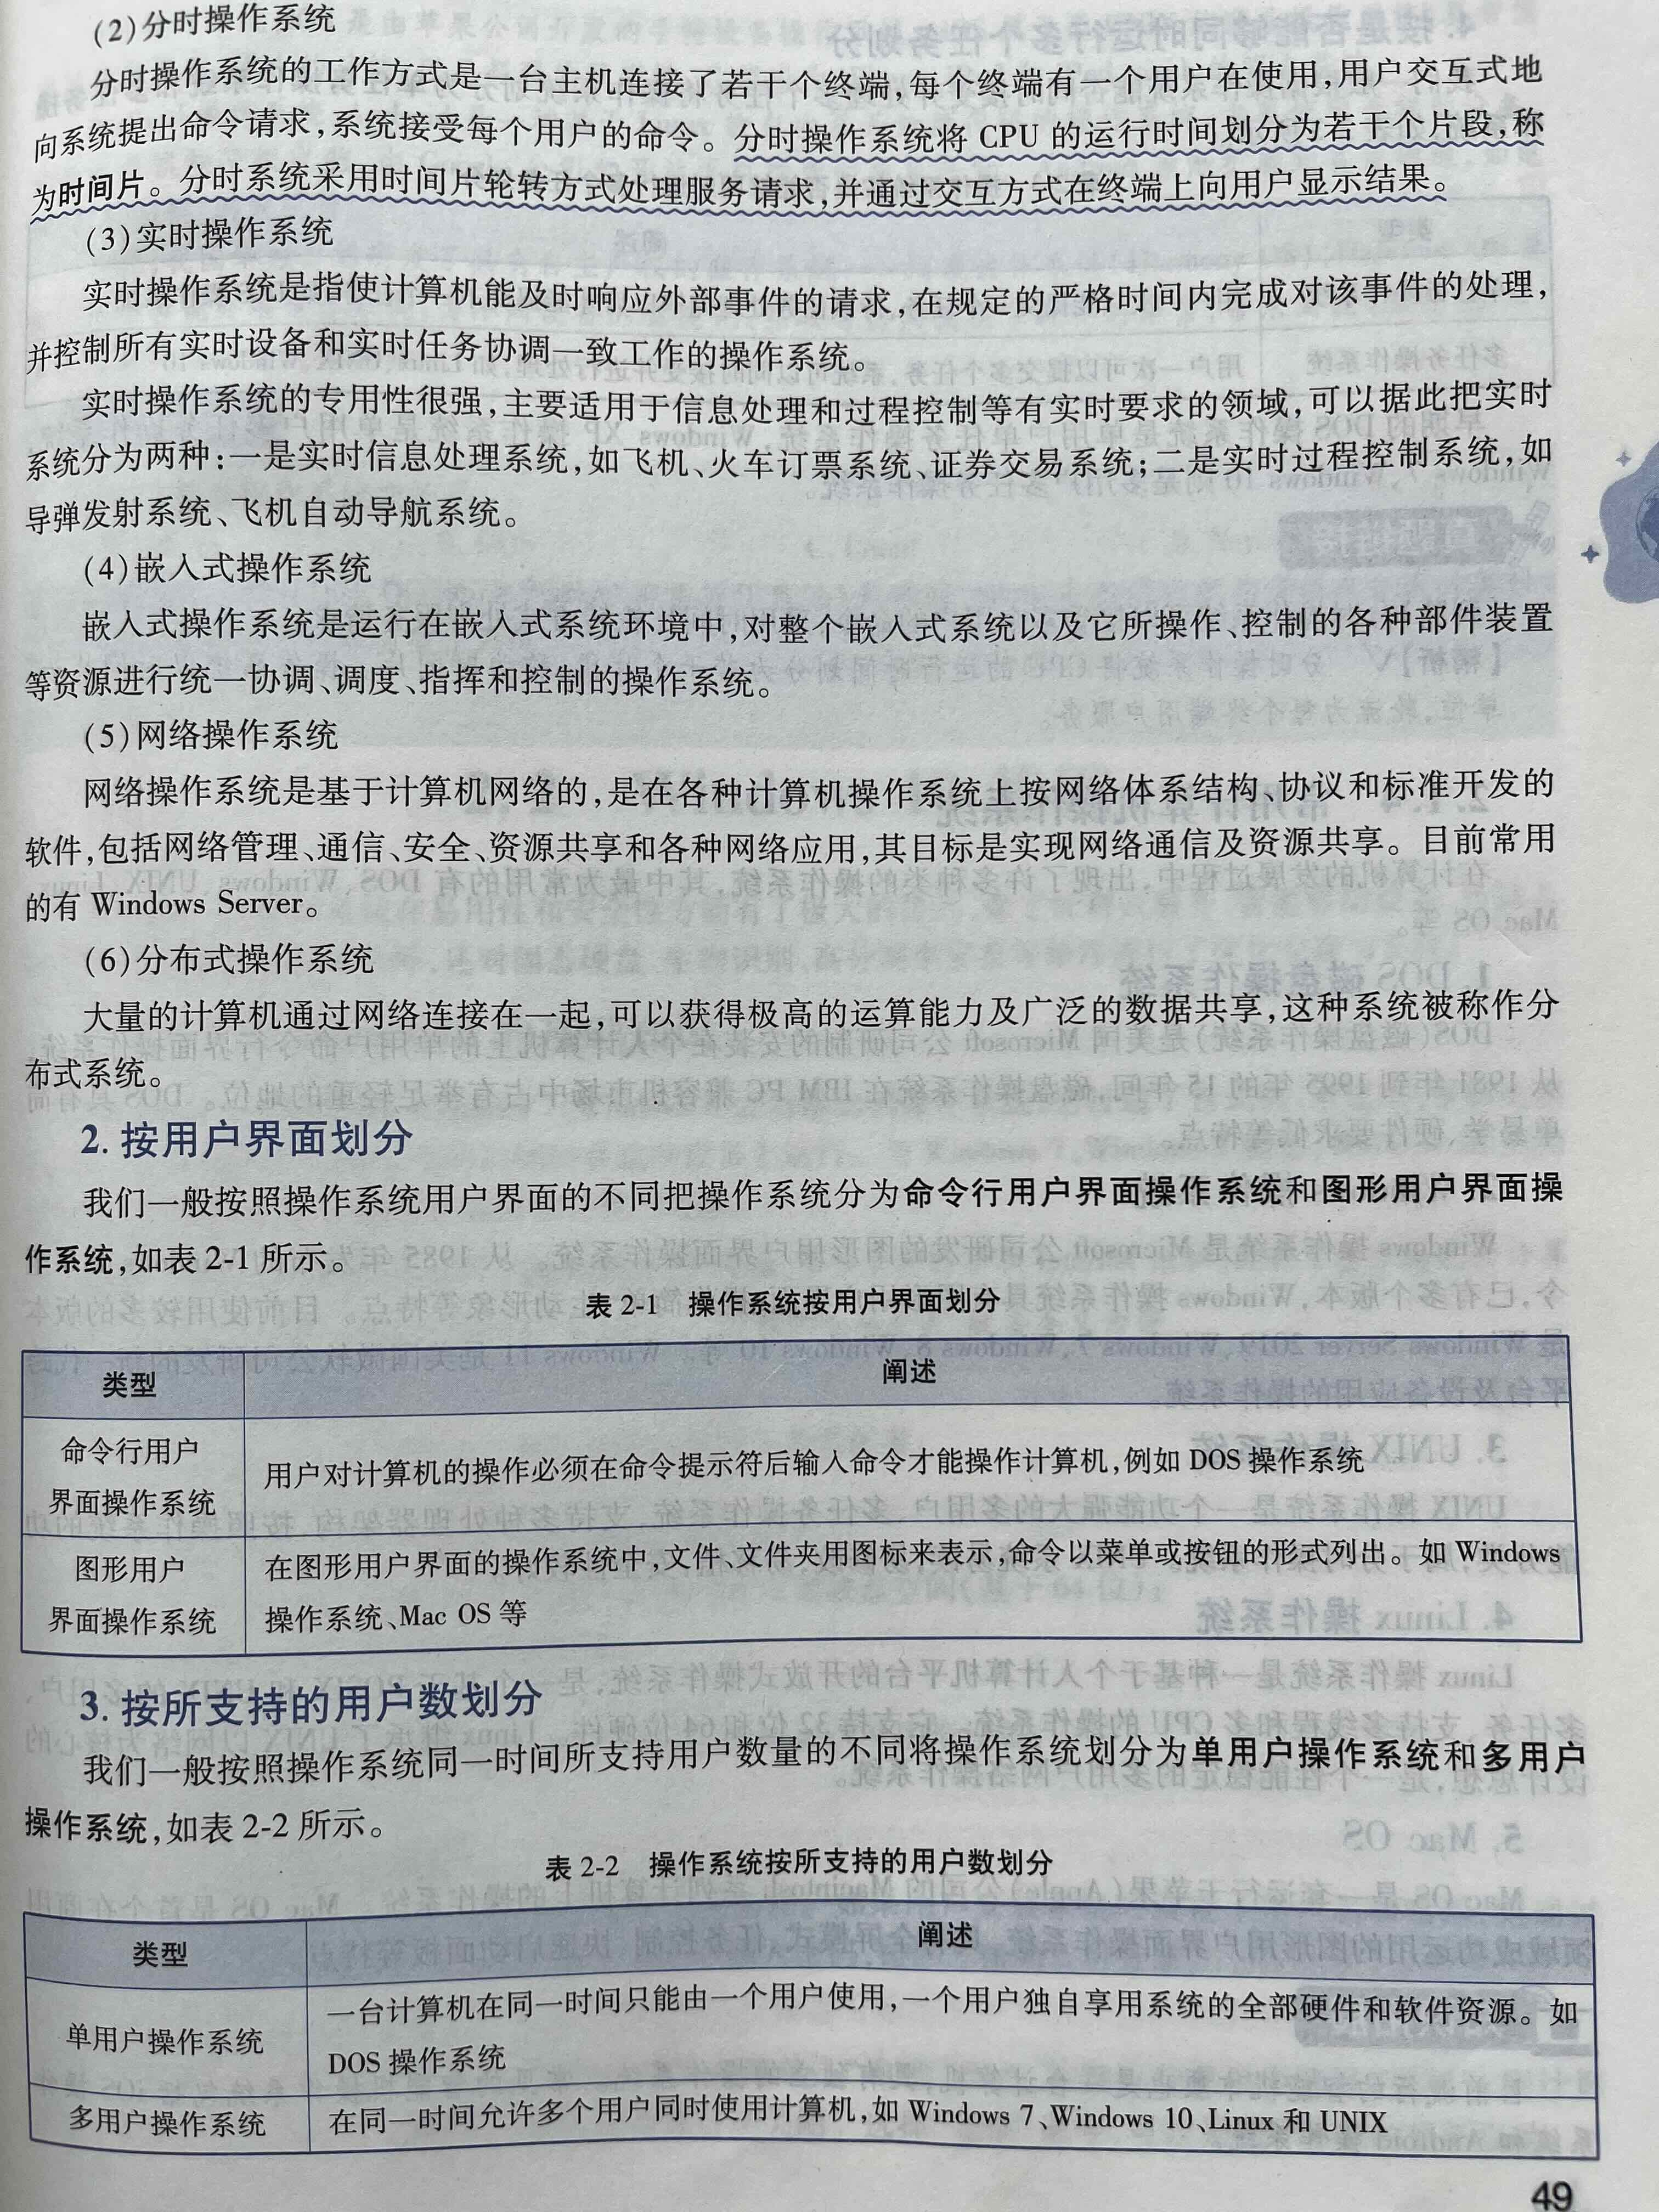 (2)分时操作系统
分时操作系统的工作方式是一台主机连接了若干个终端,每个终端有一个用户在使用,用户交互式地
向系统提出命令请求,系统接受每个用户的命令。分时操作系统将 CPU 的运行时间划分为若干个片段,称
为时间片。分时系统采用时间片轮转方式处理服务请求,并通过交互方式在终端上向用户显示结果。
(3)实时操作系统
实时操作系统是指使计算机能及时响应外部事件的请求,在规定的严格时间内完成对该事件的处理,
并控制所有实时设备和实时任务协调一致工作的操作系统。
实时操作系统的专用性很强,主要适用于信息处理和过程控制等有实时要求的领域,可以据此把实时
系统分为两种:一是实时信息处理系统,如飞机、火车订票系统、证券交易系统;二是实时过程控制系统,如
导弹发射系统、飞机自动导航系统。
(4)嵌入式操作系统
嵌入式操作系统是运行在嵌入式系统环境中,对整个嵌入式系统以及它所操作、控制的各种部件装置
等资源进行统一协调、调度、指挥和控制的操作系统。
(5)网络操作系统
网络操作系统是基于计算机网络的,是在各种计算机操作系统上按网络体系结构、协议和标准开发的
软件,包括网络管理、通信、安全、资源共享和各种网络应用,其目标是实现网络通信及资源共享。目前常用
的有 Windows Server。
(6)分布式操作系统
大量的计算机通过网络连接在一起,可以获得极高的运算能力及广泛的数据共享,这种系统被称作分
布式系统。
2. 按用户界面划分
我们一般按照操作系统用户界面的不同把操作系统分为命令行用户界面操作系统和图形用户界面操
作系统,如表 2-1 所示。
表 2-1 操作系统按用户界面划分
类型
阐述
命令行用户
界面操作系统
用户对计算机的操作必须在命令提示符后输入命令才能操作计算机,例如 DOS 操作系统
图形用户
界面操作系统
在图形用户界面的操作系统中,文件、文件夹用图标来表示,命令以菜单或按钮的形式列出。如 Windows
操作系统、Mac OS 等
3. 按所支持的用户数划分
我们一般按照操作系统同一时间所支持用户数量的不同将操作系统划分为单用户操作系统和多用户
操作系统,如表 2-2 所示。
表 2-2 操作系统按所支持的用户数划分
类型
阐述
单用户操作系统
一台计算机在同一时间只能由一个用户使用,一个用户独自享用系统的全部硬件和软件资源。如
DOS 操作系统
多用户操作系统
在同一时间允许多个用户同时使用计算机,如 Windows 7、Windows 10、Linux 和 UNIX
49